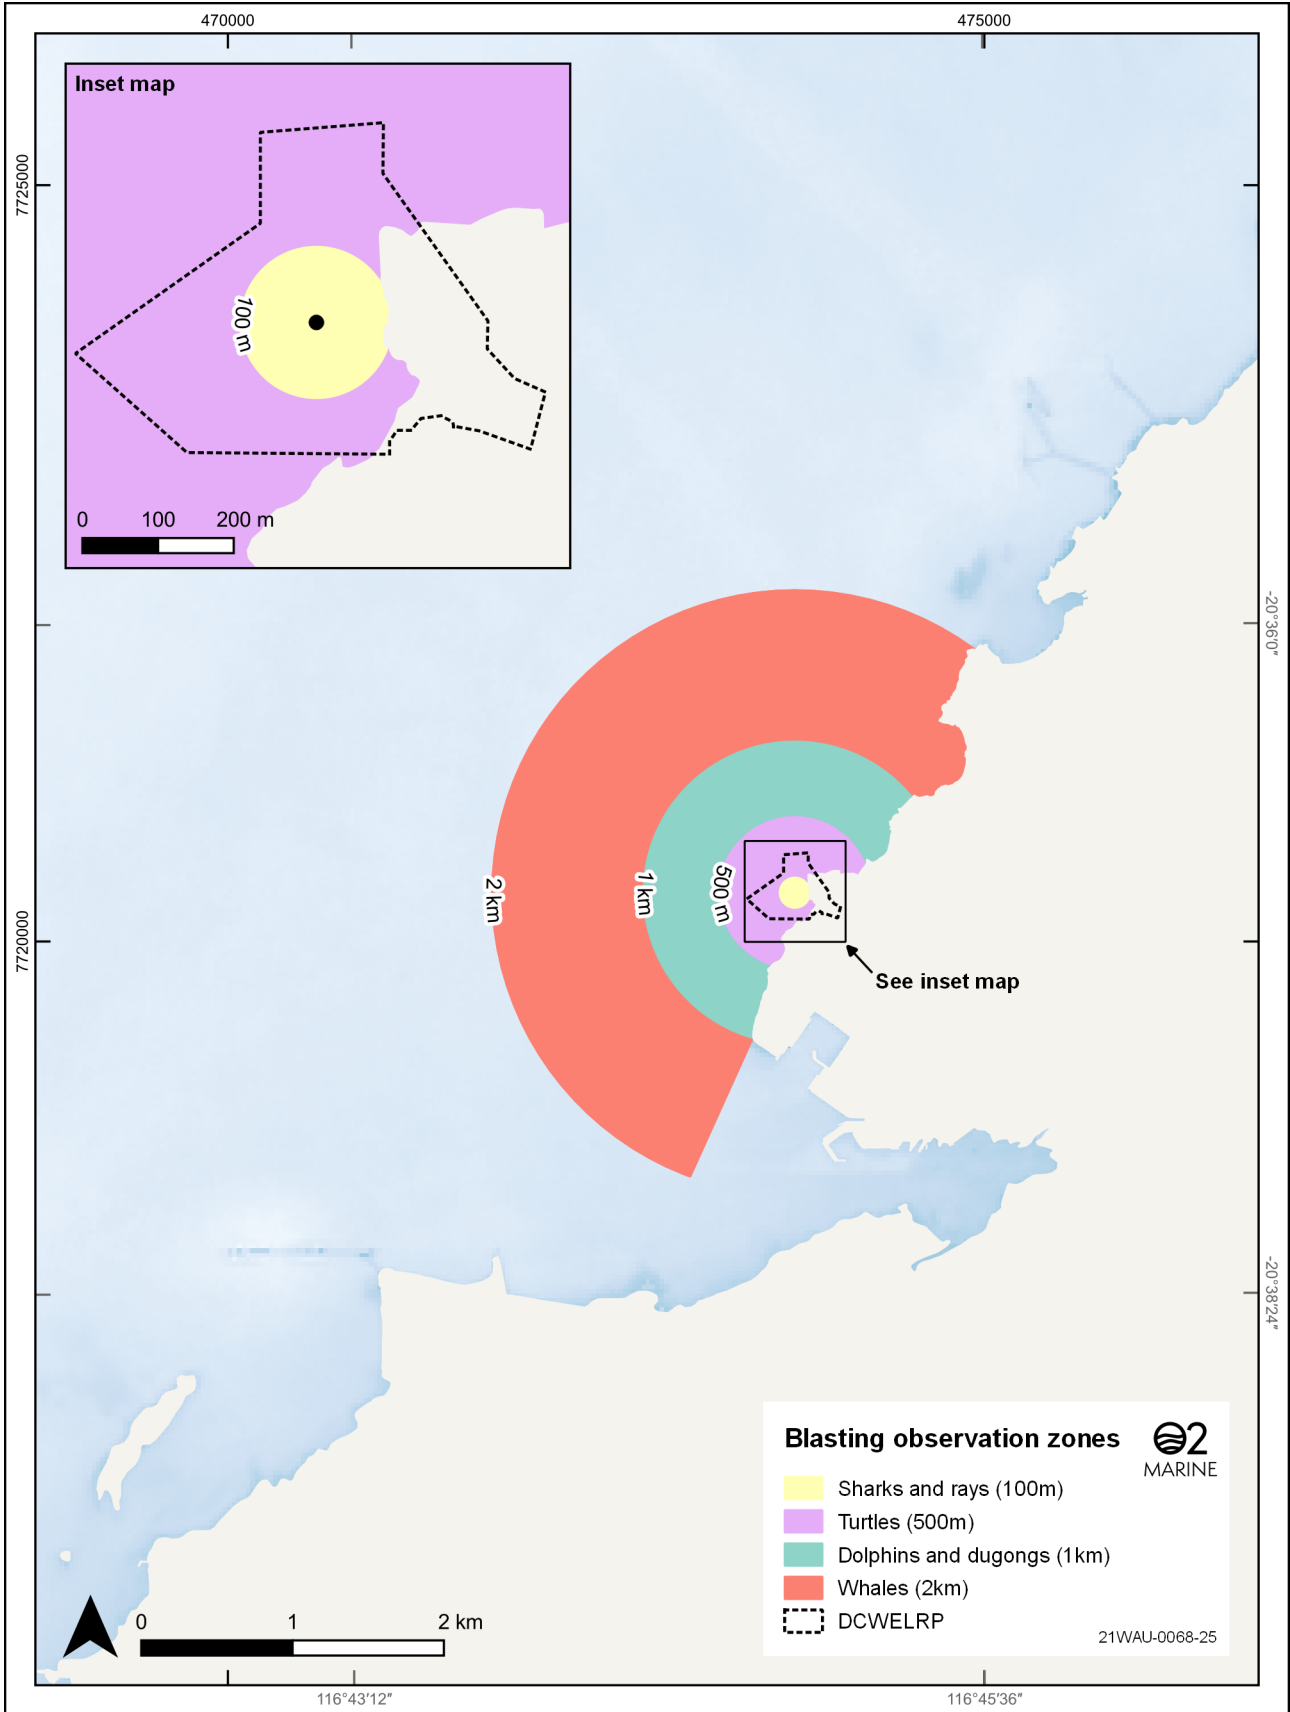 470000
475000
Inset map
7725000
100 m
0 100 200 m
-20°36'0"
2 km
1 km
500 m
7720000
See inset map
-20°38'24"
Blasting observation zones
O2
MARINE
Sharks and rays (100m)
Turtles (500m)
Dolphins and dugongs (1km)
Whales (2km)
DCWELRP
21WAU-0068-25
0 1 2 km
116°43'12"
116°45'36"